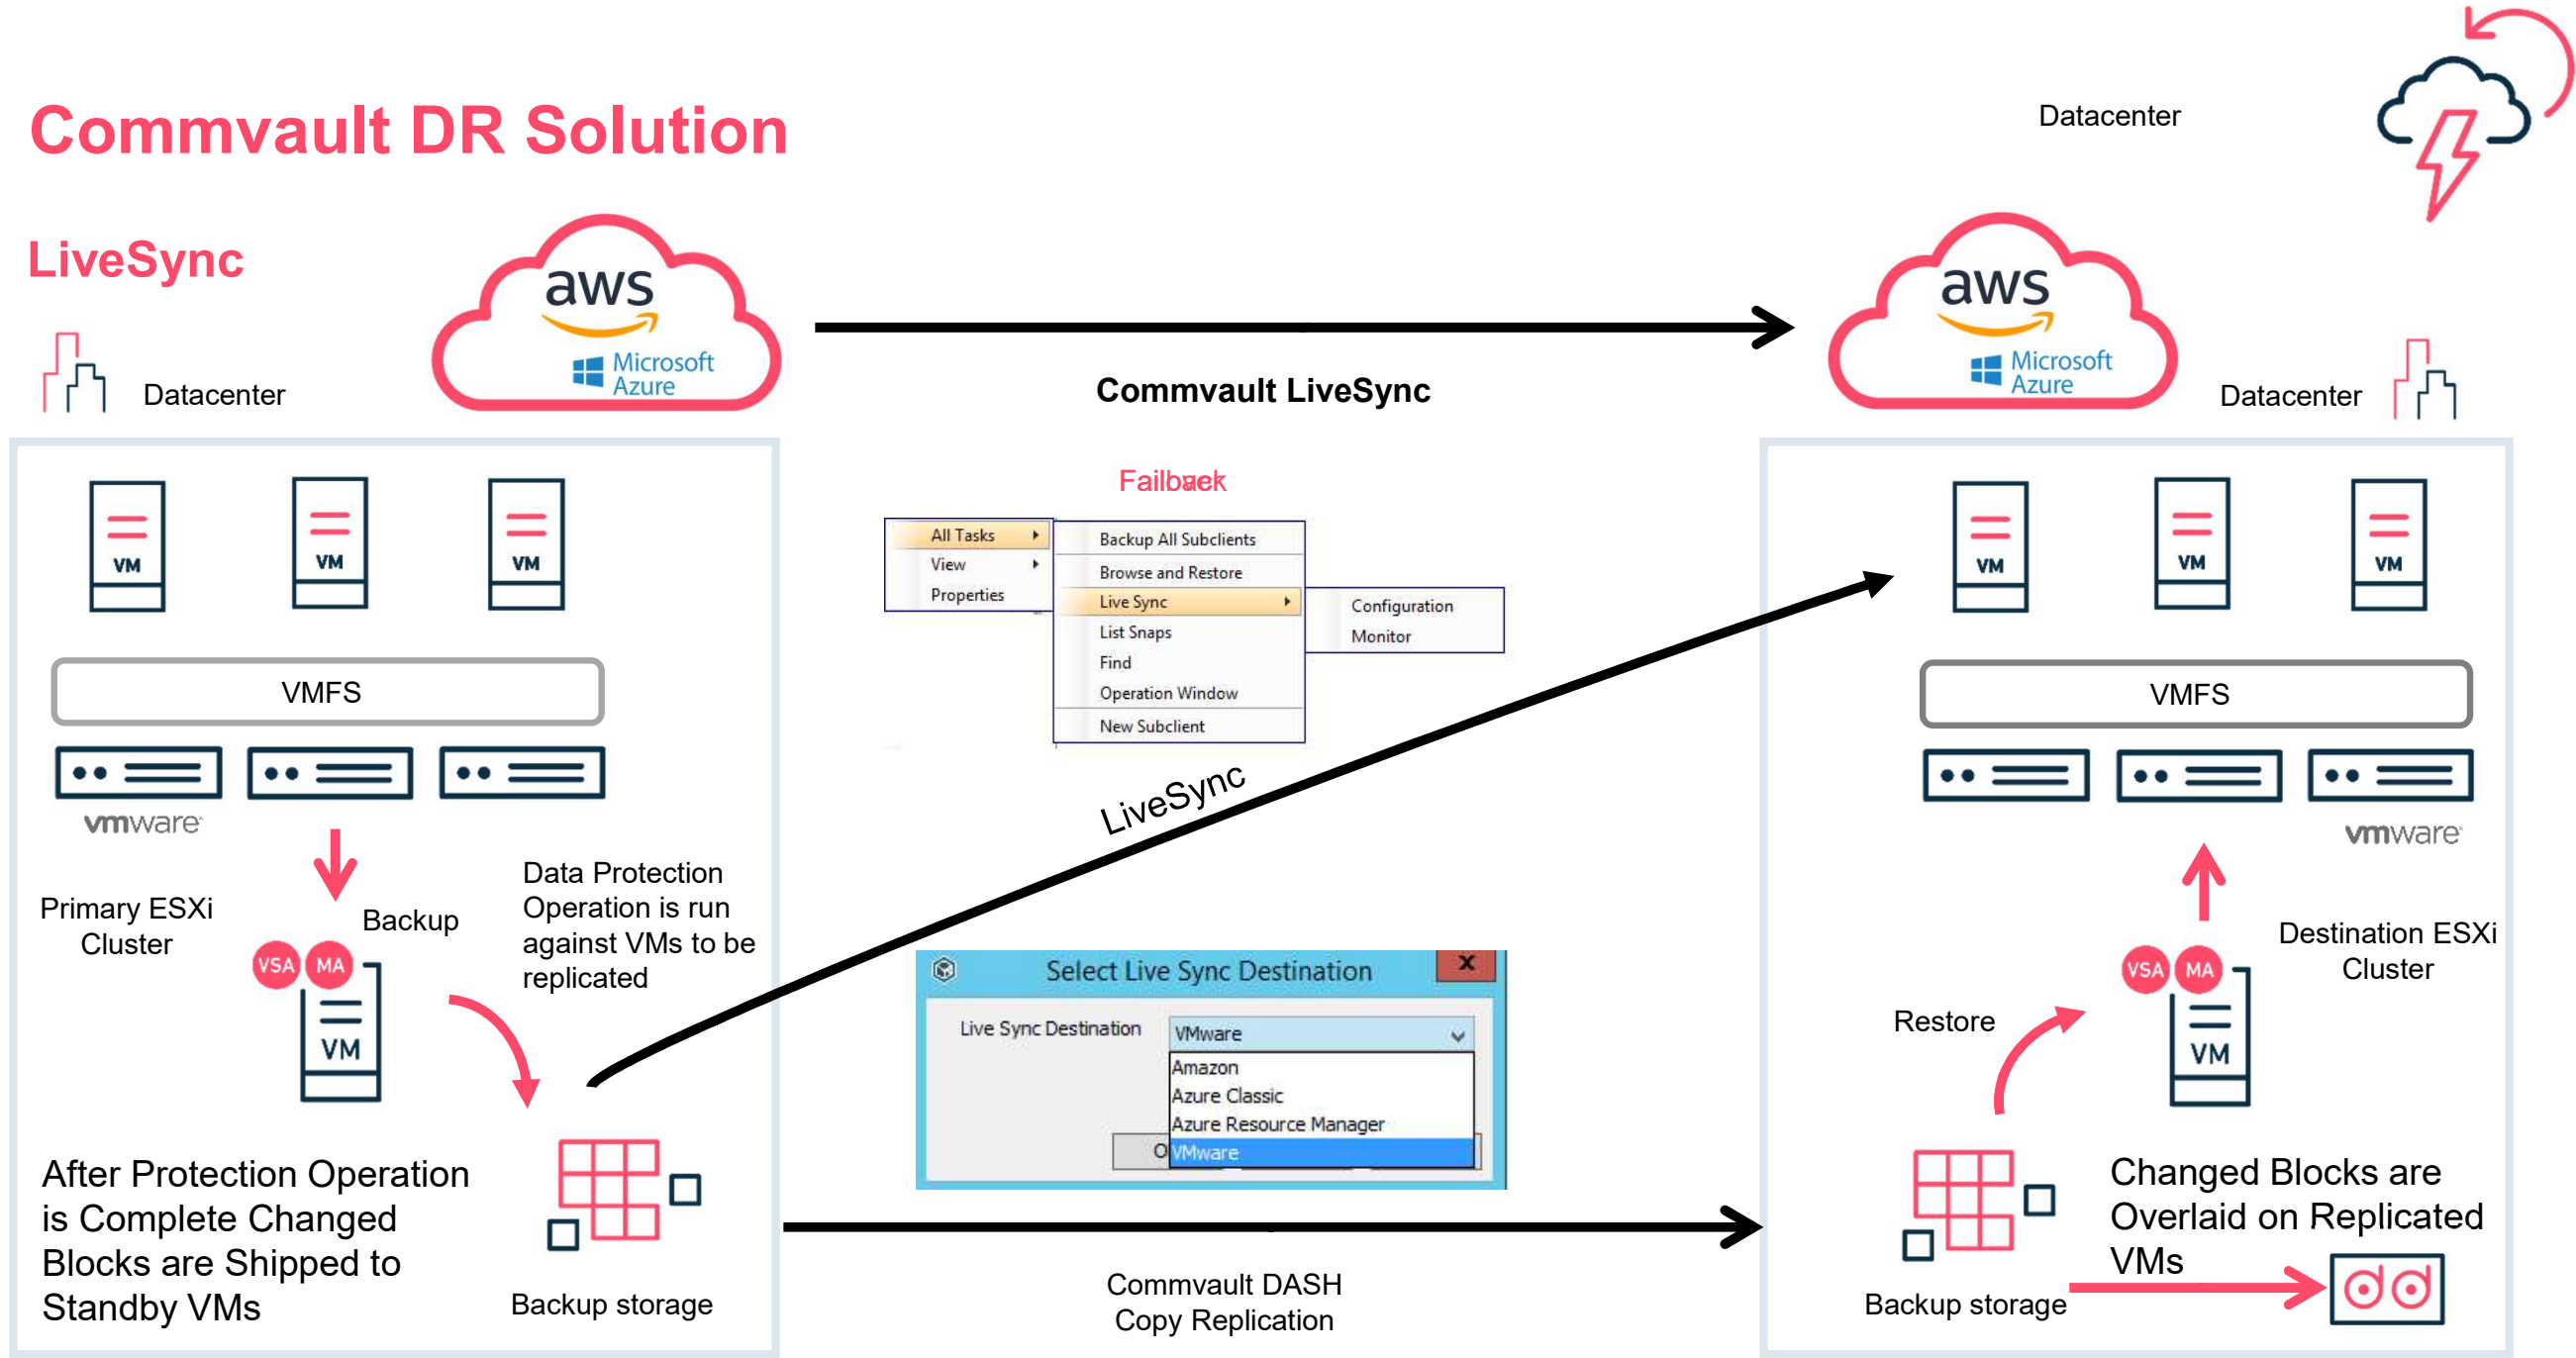 Commvault DR Solution
LiveSync
Datacenter
aws
Microsoft
Azure
Commvault LiveSync
Datacenter
aws
Microsoft
Azure
Datacenter
VM
VM
VM
VMFS
vmware
Primary ESXi
Cluster
Backup
VSA
MA
VM
Data Protection
Operation is run
against VMs to be
replicated
After Protection Operation
is Complete Changed
Blocks are Shipped to
Standby VMs
Backup storage
All Tasks
View
Properties
Backup All Subclients
Browse and Restore
Live Sync
List Snaps
Find
Operation Window
New Subclient
Configuration
Monitor
LiveSync
Select Live Sync Destination
X
Live Sync Destination
VMware
Amazon
Azure Classic
Azure Resource Manager
VMware
Commvault DASH
Copy Replication
VM
VM
VM
VMFS
vmware
Destination ESXi
Cluster
VSA
MA
VM
Restore
Changed Blocks are
Overlaid on Replicated
VMs
Backup storage